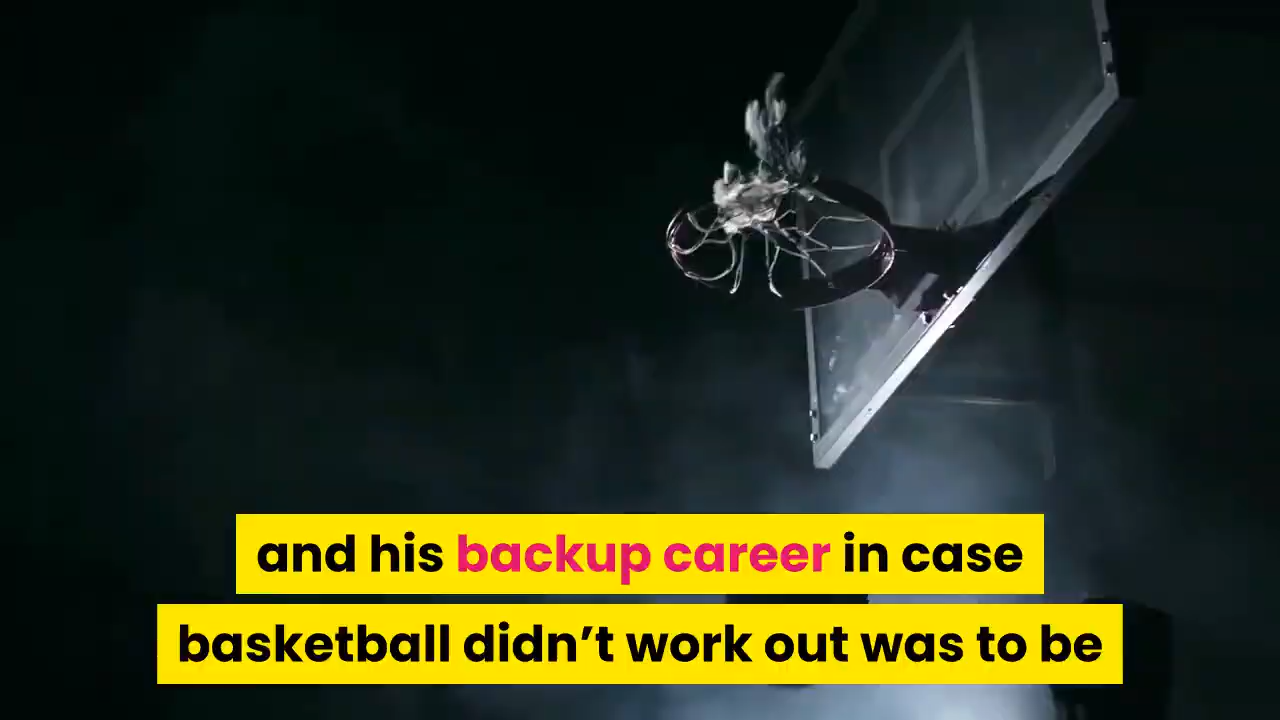 and his backup career in case
basketball didn’t work out was to be